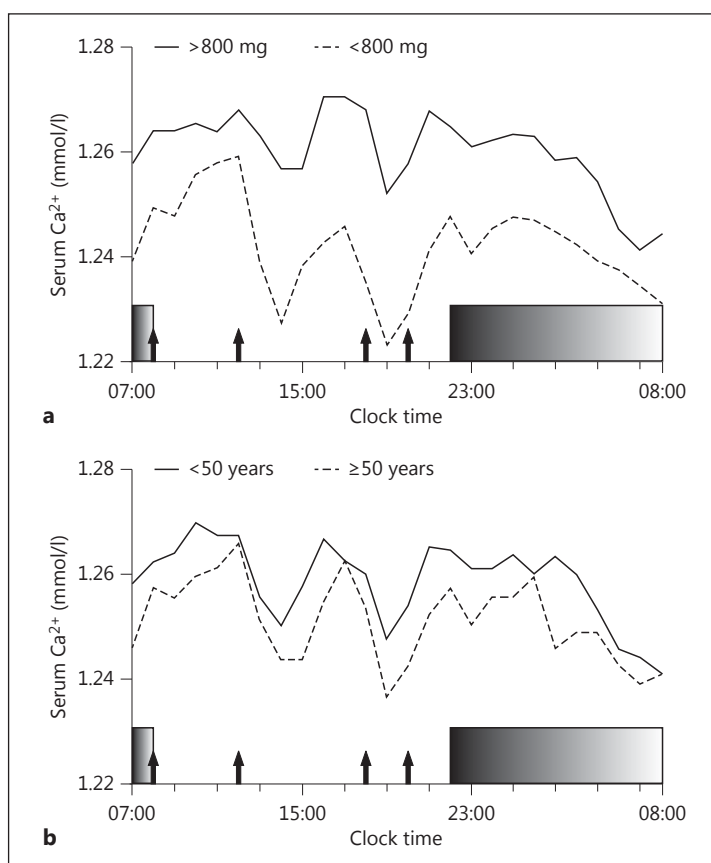 1.28
>800 mg
<800 mg
1.26
1.24
1.22
Serum Ca²⁺ (mmol/l)
07:00
15:00
23:00
08:00
a
Clock time
1.28
<50 years
≥50 years
1.26
1.24
1.22
Serum Ca²⁺ (mmol/l)
07:00
15:00
23:00
08:00
b
Clock time